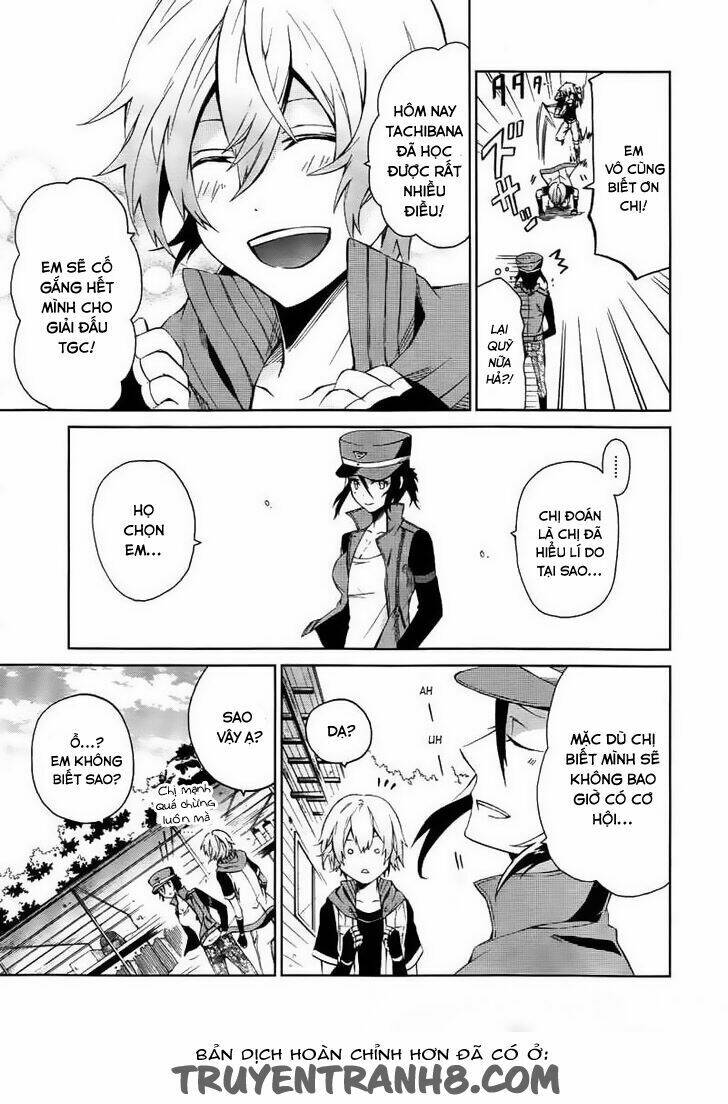 EM
VÔ CÙNG
BIẾT ƠN
CHỊ!
LẠI
QUỲ
NỮA
HẢ?!
HÔM NAY
TACHIBANA
ĐÃ HỌC
ĐƯỢC RẤT
NHIỀU
ĐIỀU!
EM SẼ CỐ
GẮNG HẾT
MÌNH CHO
GIẢI ĐẤU
TGC!
......
CHỊ ĐOÁN
LÀ CHỊ ĐÃ
HIỂU LÍ DO
TẠI SAO...
HỌ
CHỌN
EM...
MẶC DÙ CHỊ
BIẾT MÌNH SẼ
KHÔNG BAO
GIỜ CÓ CƠ
HỘI...
AH
UH
DẠ?
SAO
VẬY Ạ?
Ồ...?
EM KHÔNG
BIẾT SAO?
Chị mạnh
quá chừng
luôn mà
BẢN DỊCH HOÀN CHỈNH HƠN ĐÃ CÓ Ở:
TRUYENTRANH8.COM